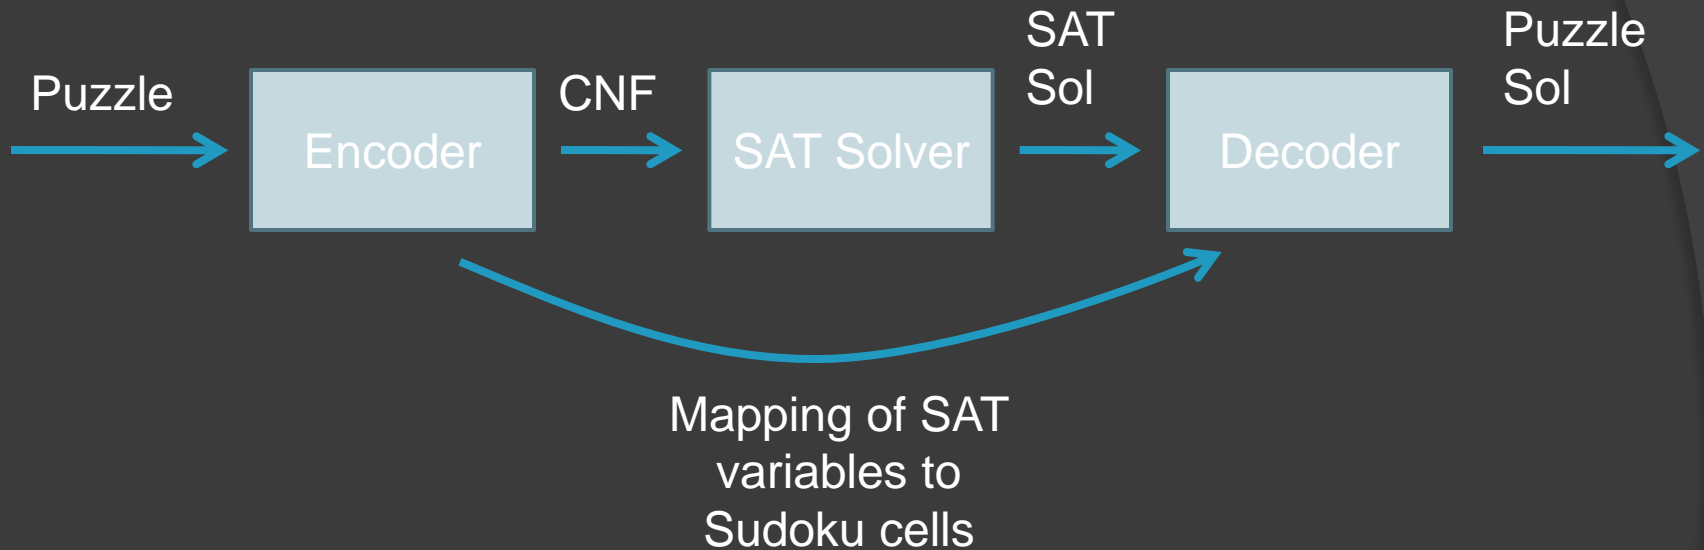 Puzzle
Encoder
CNF
SAT Solver
SAT
Sol
Decoder
Puzzle
Sol
Mapping of SAT
variables to
Sudoku cells